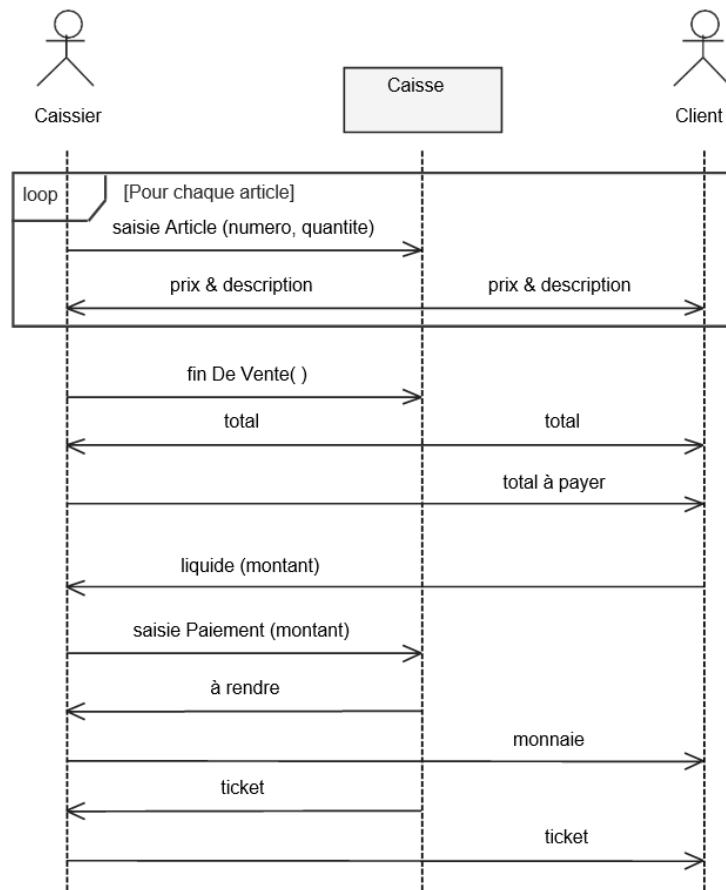 Caissier
Caisse
Client
loop
[Pour chaque article]
saisie Article (numero, quantite)
prix & description
prix & description
fin De Vente( )
total
total
total à payer
liquide (montant)
saisie Paiement (montant)
à rendre
monnaie
ticket
ticket